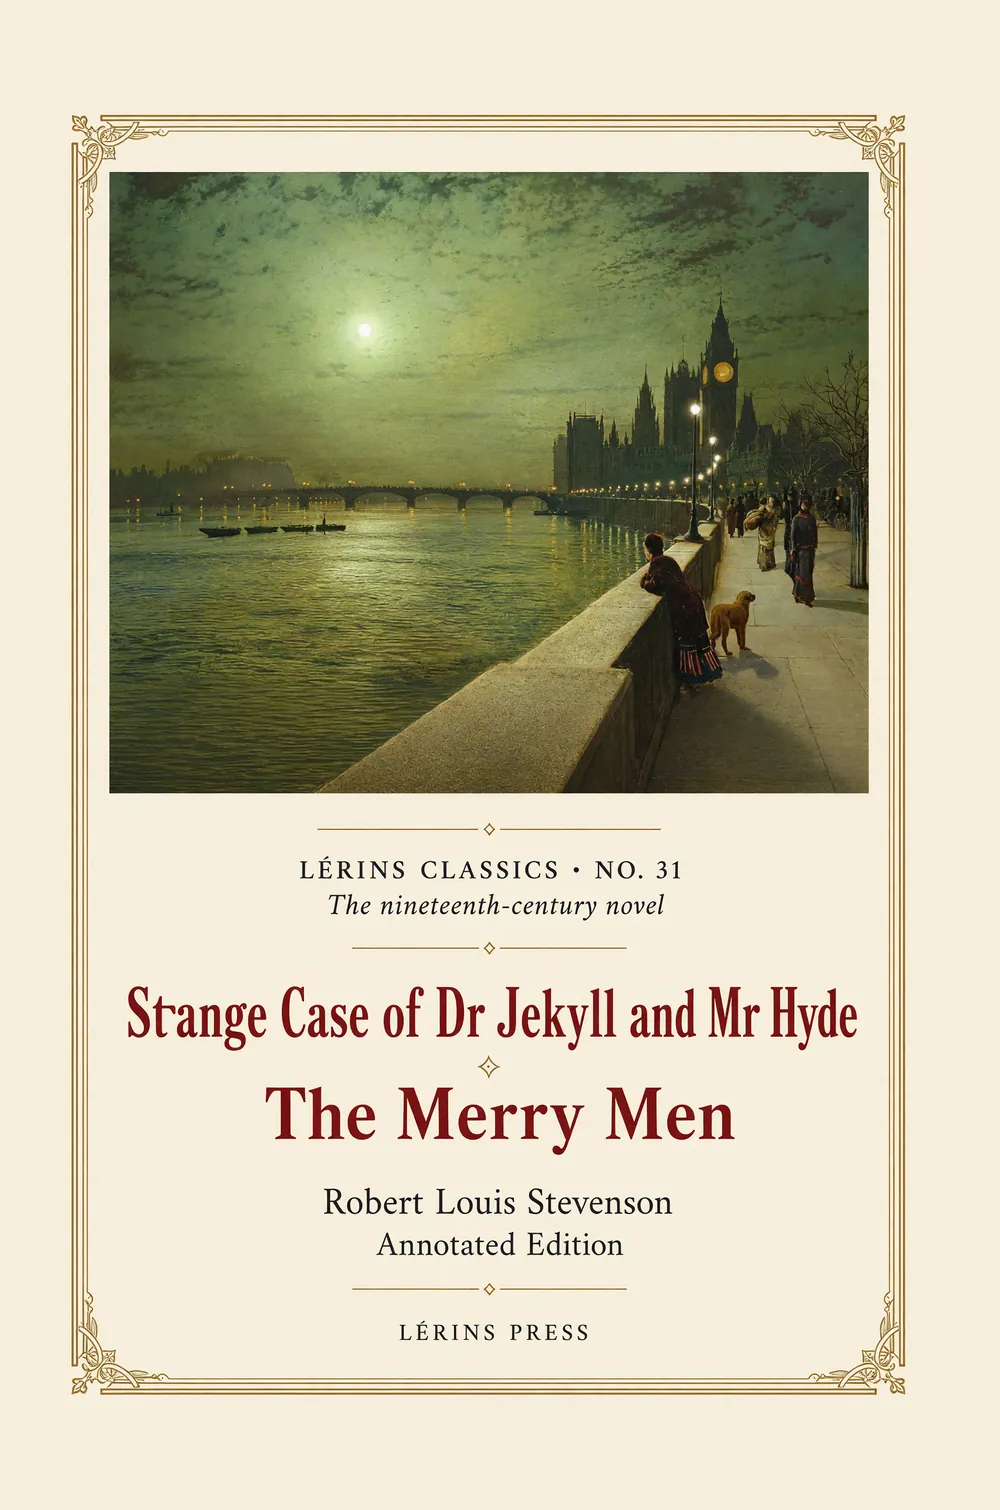 LÉRINS CLASSICS • NO. 31
The nineteenth-century novel
Strange Case of Dr Jekyll and Mr Hyde
The Merry Men
Robert Louis Stevenson
Annotated Edition
LÉRINS PRESS